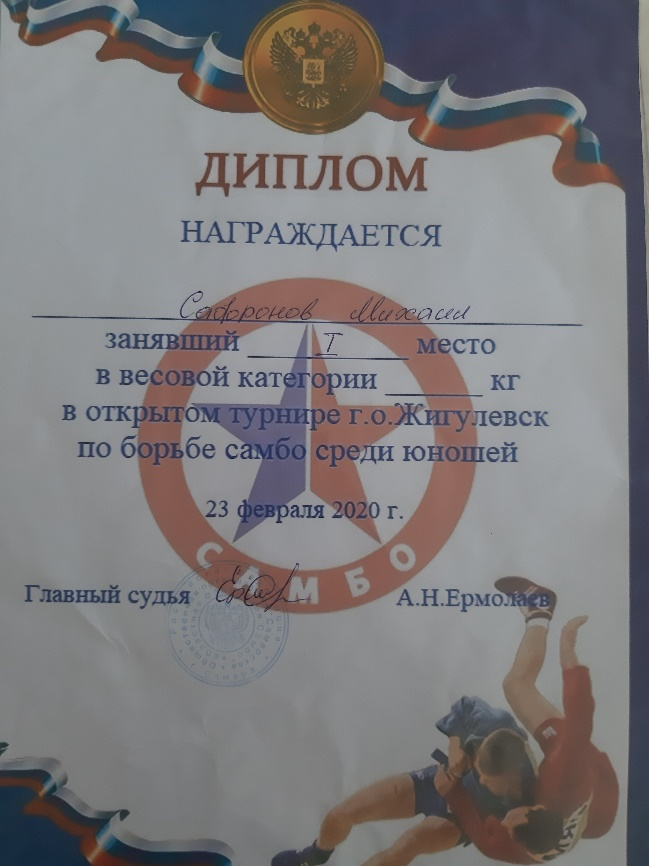 ДИПЛОМ
НАГРАЖДАЕТСЯ
Сафронов Михаил
занявший I место
в весовой категории ______ кг
в открытом турнире г.о.Жигулевск
по борьбе самбо среди юношей
23 февраля 2020 г.
САМБО
Главный судья А.Н.Ермолаев